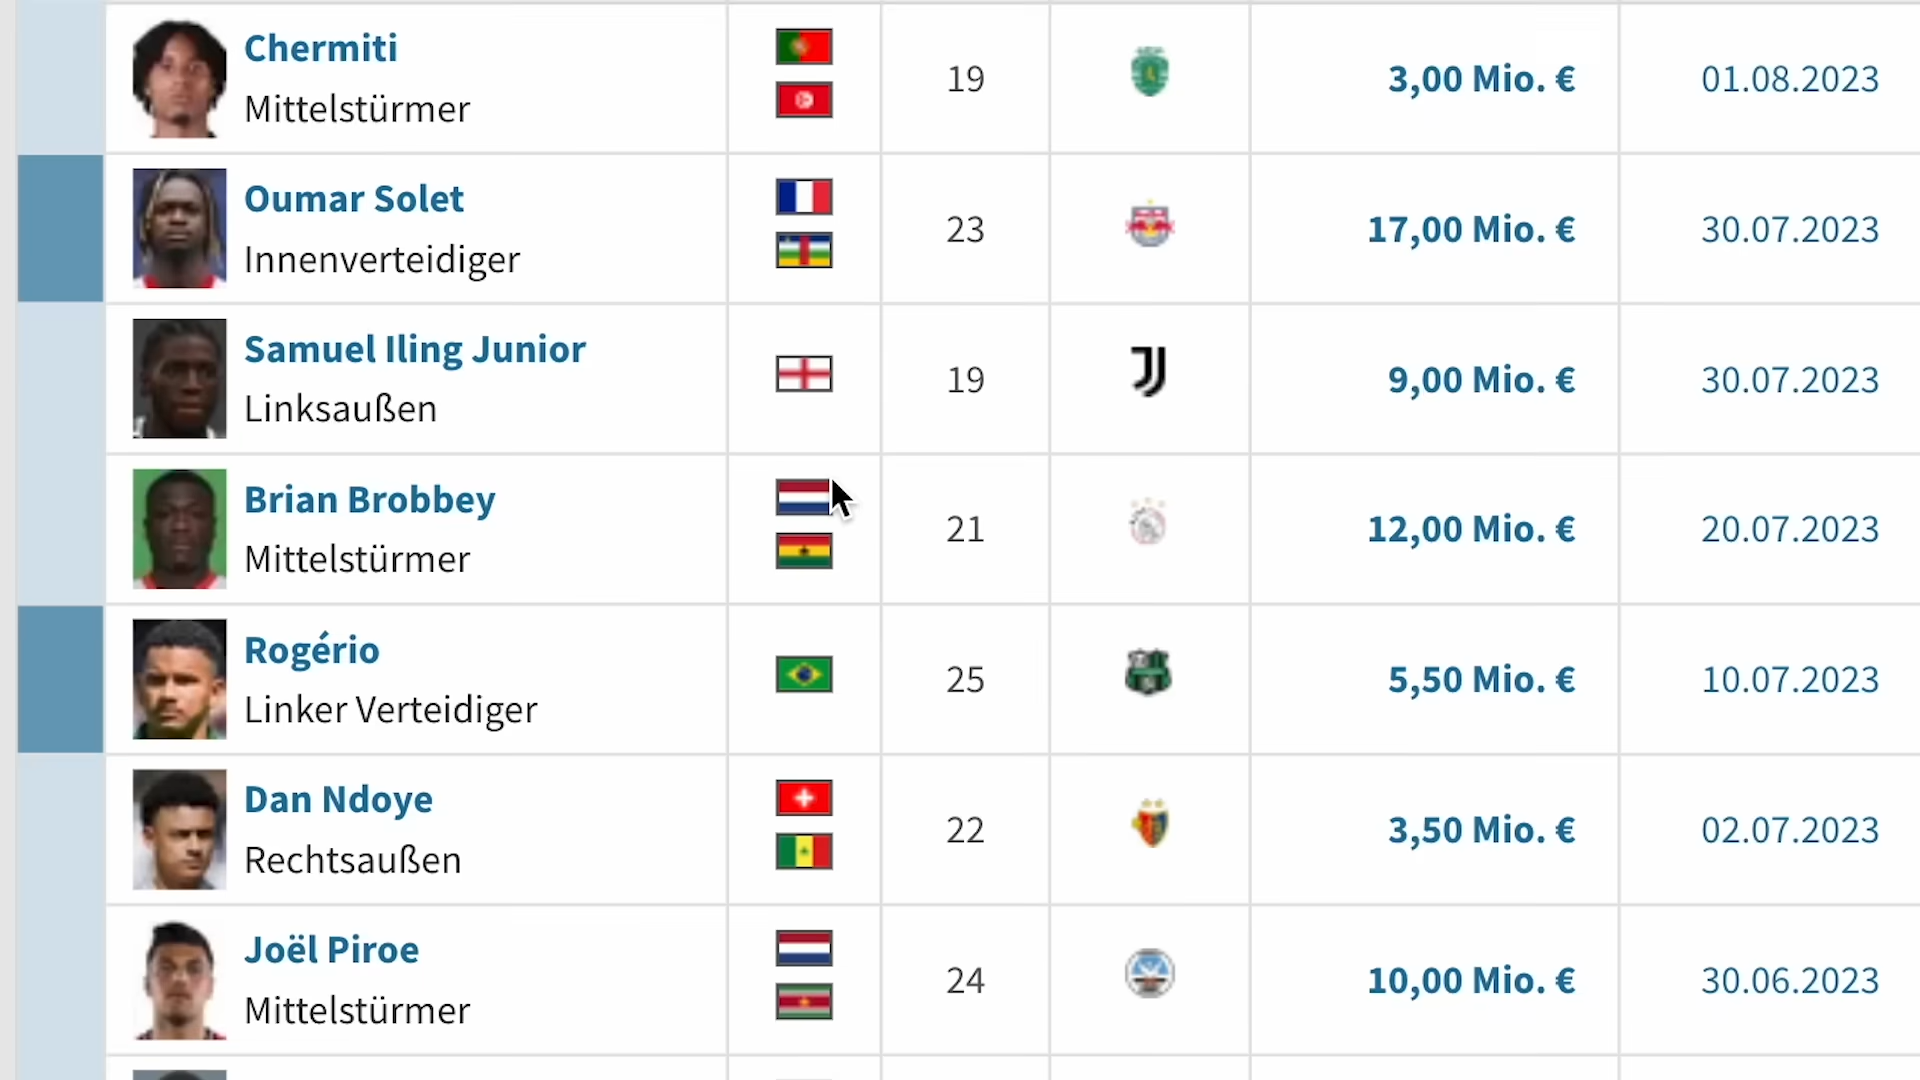 Chermiti
Mittelstürmer
19
3,00 Mio. €
01.08.2023
Oumar Solet
Innenverteidiger
23
17,00 Mio. €
30.07.2023
Samuel Iling Junior
Linksaußen
19
9,00 Mio. €
30.07.2023
Brian Brobbey
Mittelstürmer
21
12,00 Mio. €
20.07.2023
Rogério
Linker Verteidiger
25
5,50 Mio. €
10.07.2023
Dan Ndoye
Rechtsaußen
22
3,50 Mio. €
02.07.2023
Joël Piroe
Mittelstürmer
24
10,00 Mio. €
30.06.2023